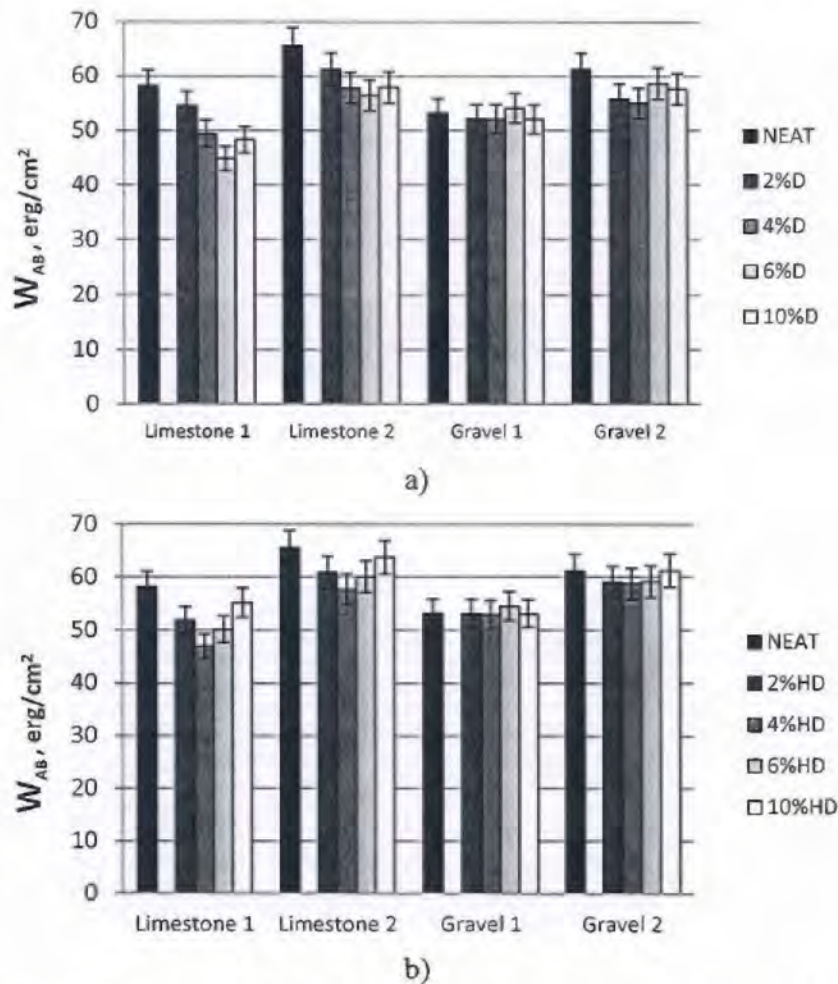 70
60
50
40
30
20
10
0
W_AB, erg/cm²
Limestone 1
Limestone 2
Gravel 1
Gravel 2
NEAT
2%D
4%D
6%D
10%D
a)
70
60
50
40
30
20
10
0
W_AB, erg/cm²
Limestone 1
Limestone 2
Gravel 1
Gravel 2
NEAT
2%HD
4%HD
6%HD
10%HD
b)